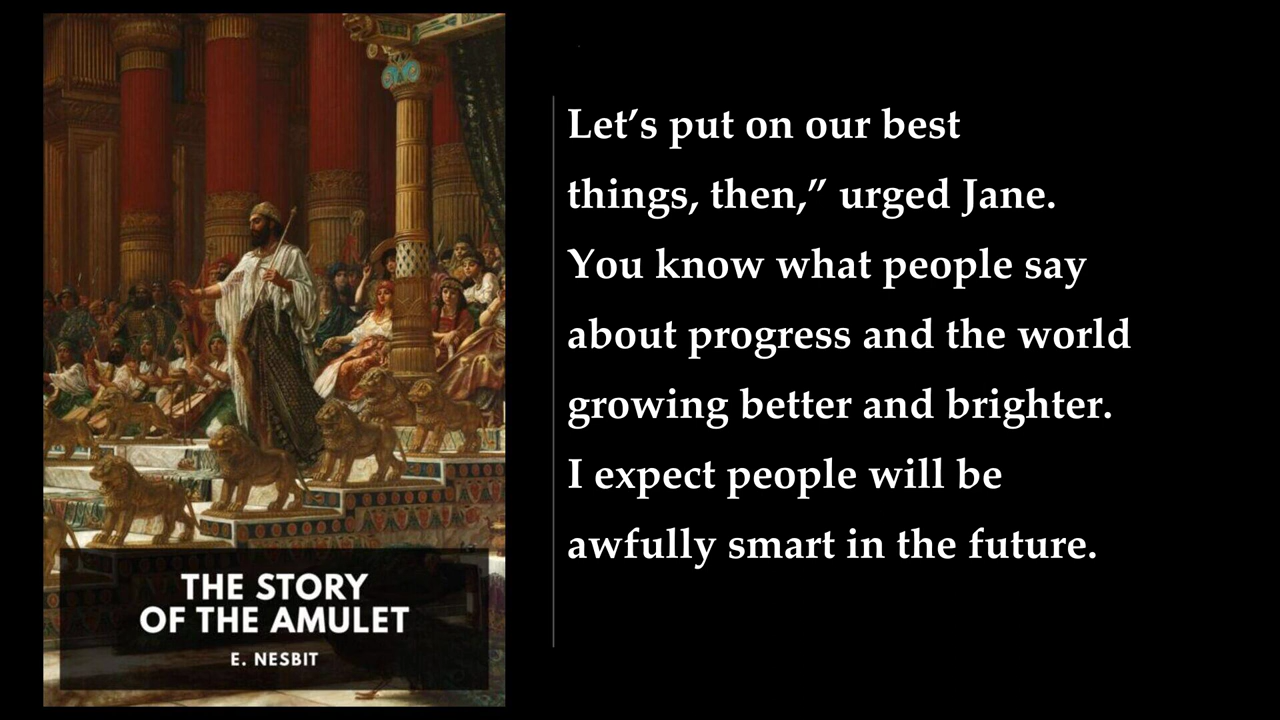 THE STORY
OF THE AMULET
E. NESBIT
Let’s put on our best
things, then,” urged Jane.
You know what people say
about progress and the world
growing better and brighter.
I expect people will be
awfully smart in the future.